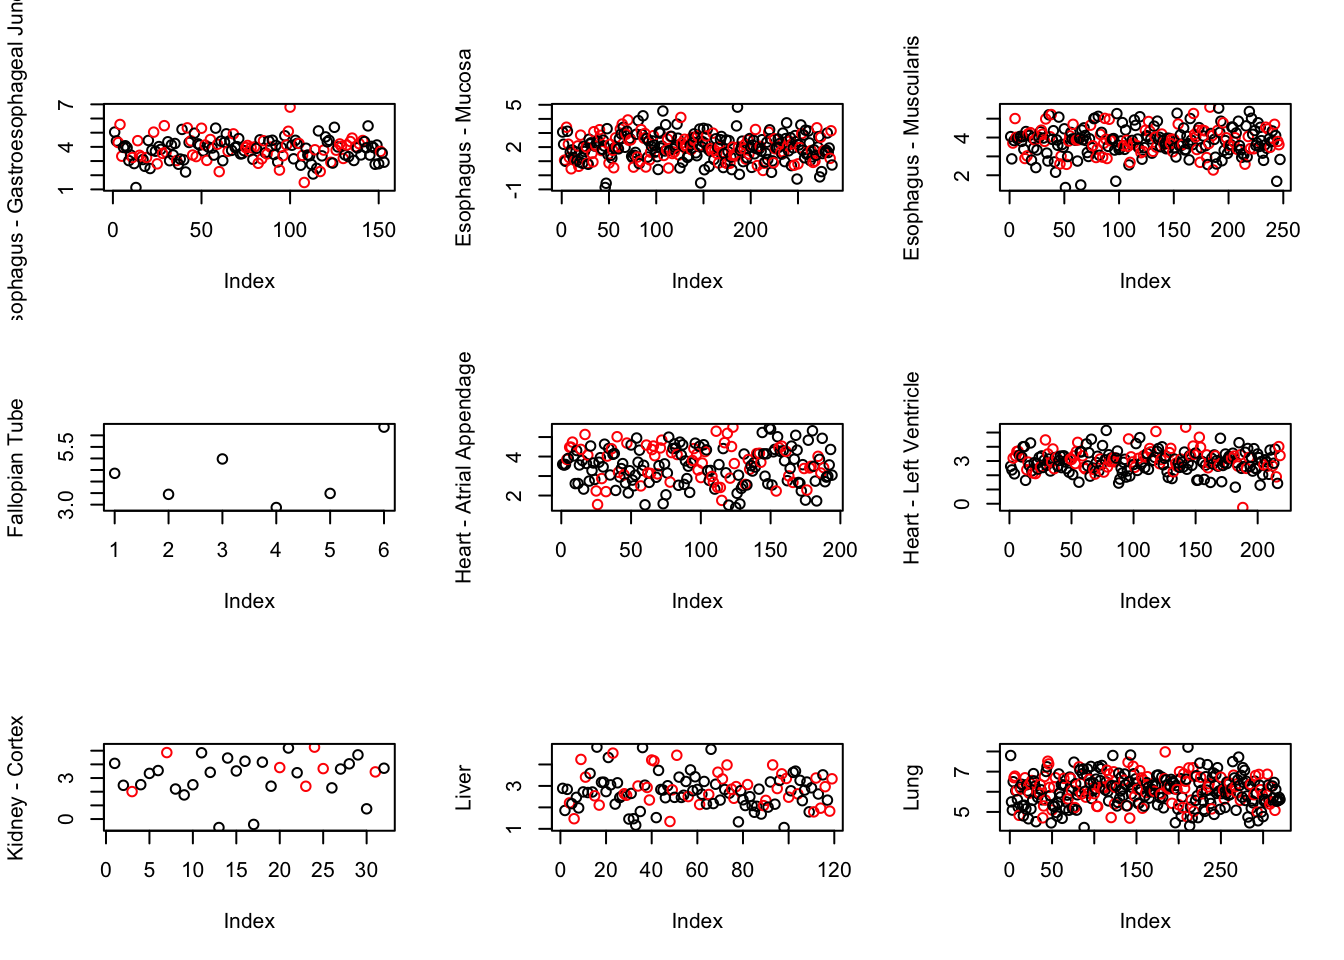 sophagus - Gastroesophageal Junc
7
4
1
0 50 100 150
Index
Esophagus - Mucosa
5
2
-1
0 50 100 200
Index
Esophagus - Muscularis
4
2
0 50 100 150 200 250
Index
Fallopian Tube
5.5
3.0
1 2 3 4 5 6
Index
Heart - Atrial Appendage
4
2
0 50 100 150 200
Index
Heart - Left Ventricle
3
0
0 50 100 150 200
Index
Kidney - Cortex
3
0
0 5 10 15 20 25 30
Index
Liver
3
1
0 20 40 60 80 120
Index
Lung
7
5
0 50 150 250
Index